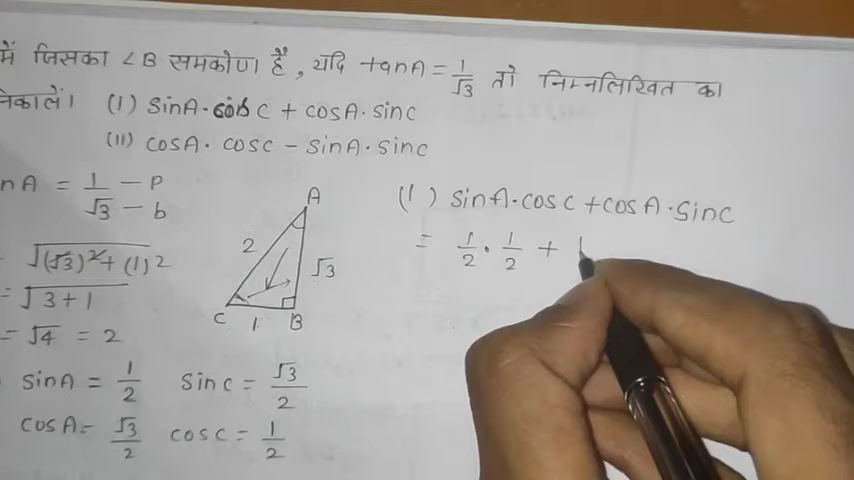 में जिसका ∠B समकोण है, यदि tanA = 1/√3 तो निम्नलिखित का
निकालें। (I) sinA·cos C + cosA·sinc
(II) cosA· cosc - sinA·sinc
nA = 1/√3 - p/b
√(√3)² + (1)2
= √3+1
= √4 = 2
sinA = 1/2 sinc = √3/2
cosA = √3/2 cosc = 1/2
A
2
√3
C 1 B
(I) sinA·cosc + cosA·sinc
= 1/2 · 1/2 +